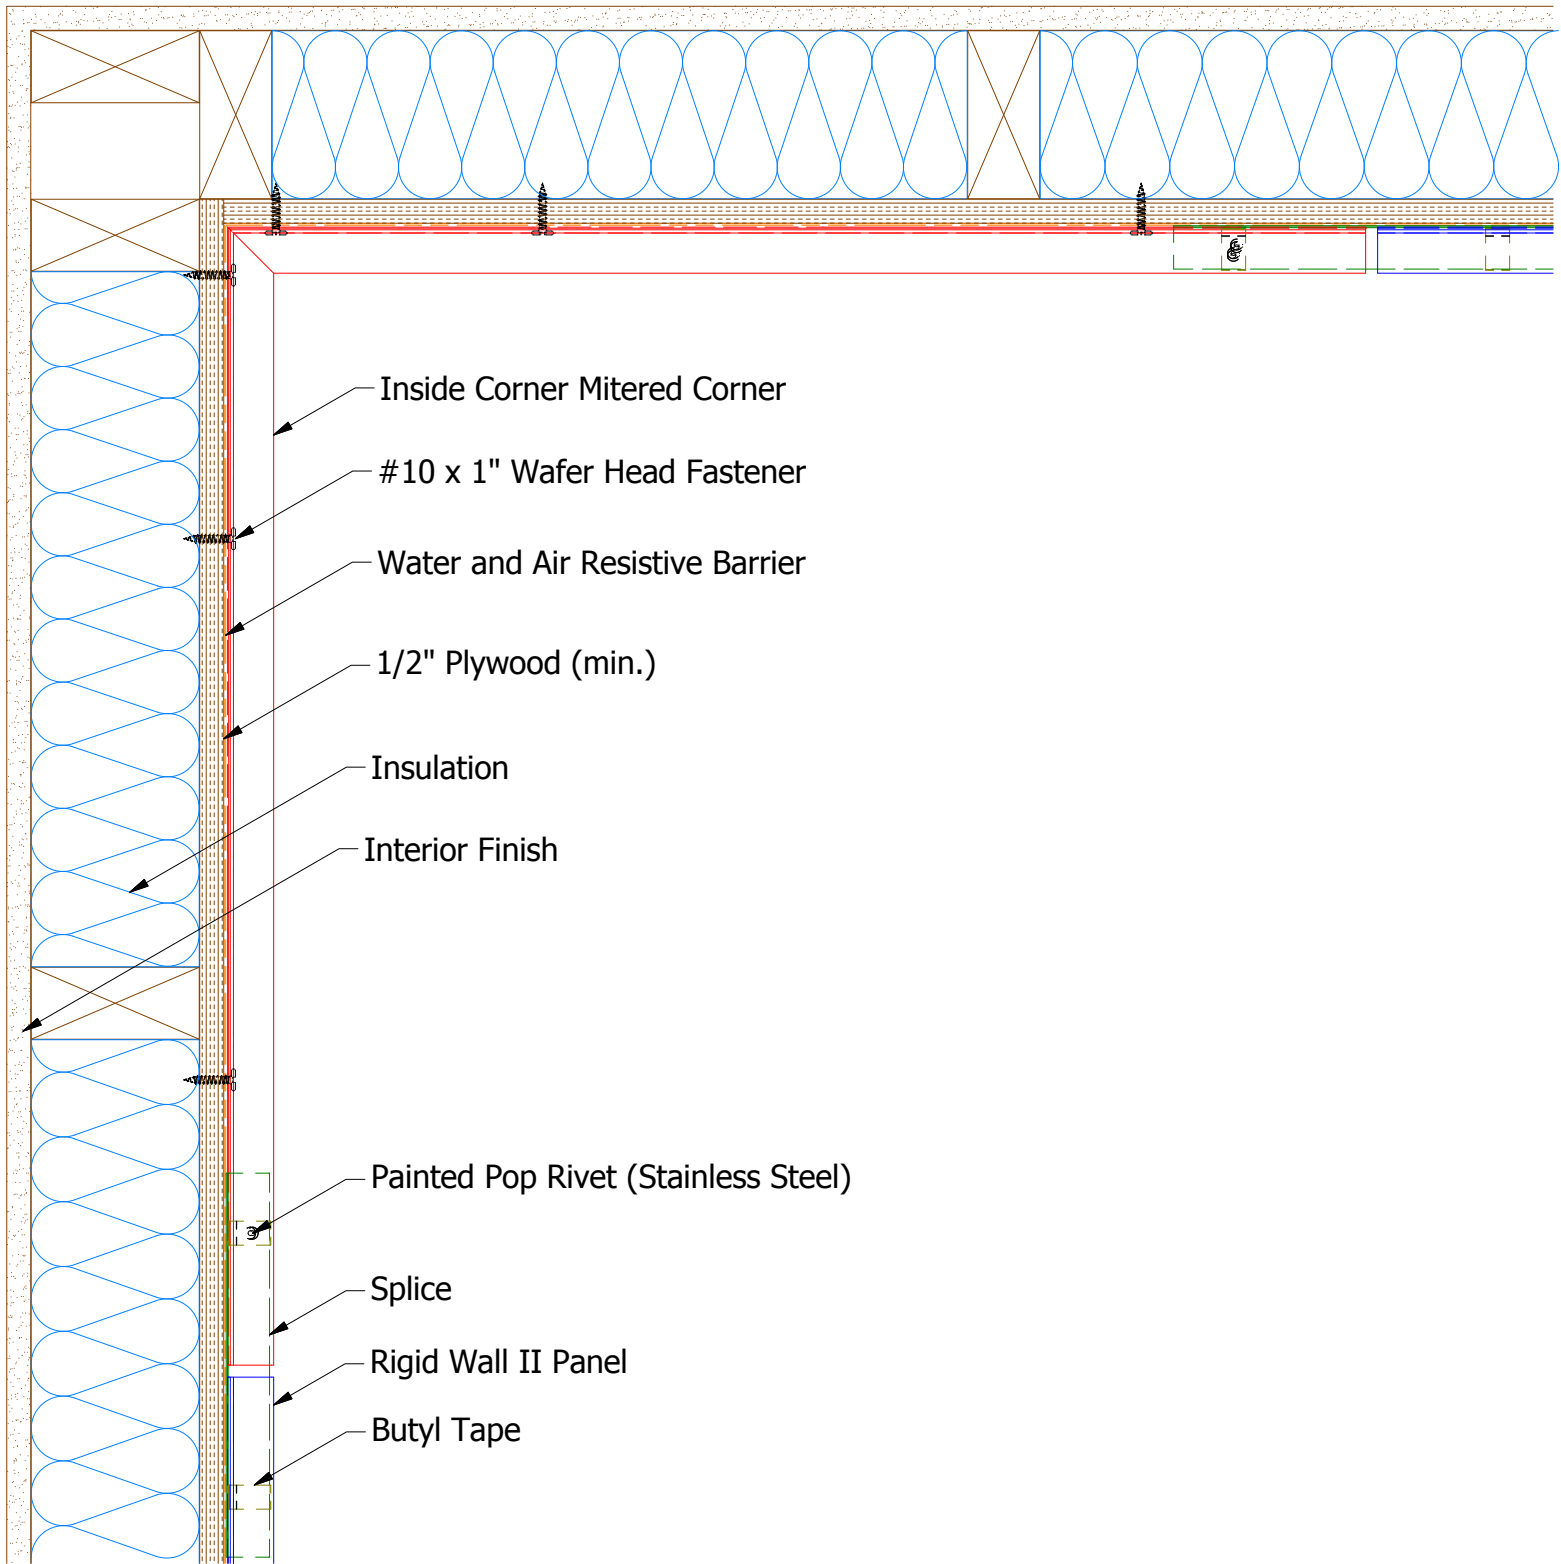 Inside Corner Mitered Corner
#10 x 1" Wafer Head Fastener
Water and Air Resistive Barrier
1/2" Plywood (min.)
Insulation
Interior Finish
Painted Pop Rivet (Stainless Steel)
Splice
Rigid Wall II Panel
Butyl Tape